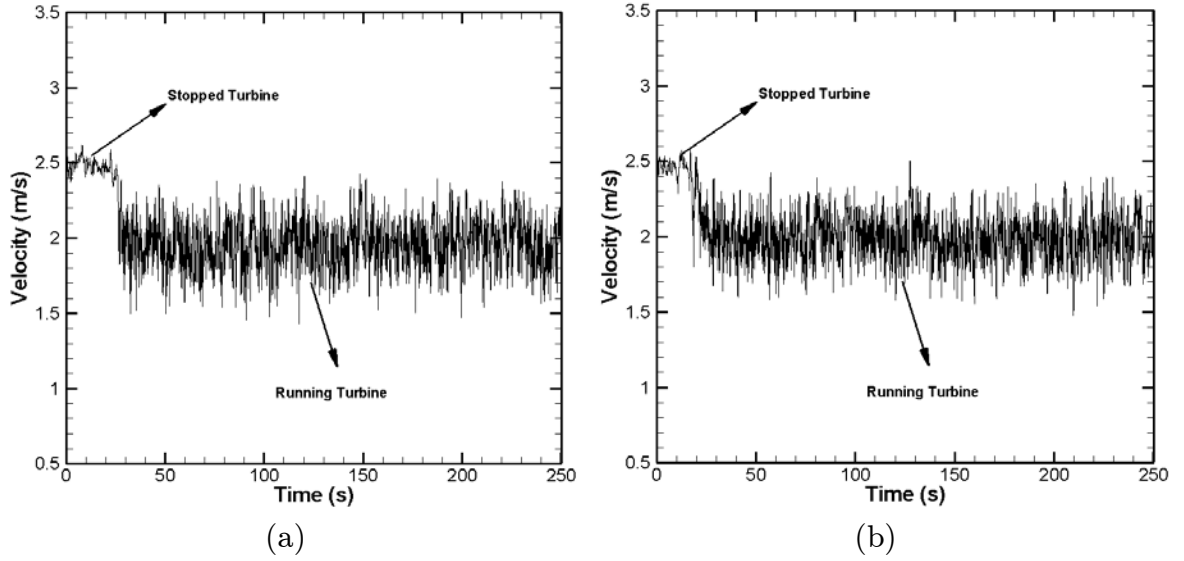 3.5
3
2.5
2
1.5
1
0.5
Velocity (m/s)
Stopped Turbine
Running Turbine
0
50
100
150
200
250
Time (s)
(a)
3.5
3
2.5
2
1.5
1
0.5
Velocity (m/s)
Stopped Turbine
Running Turbine
0
50
100
150
200
250
Time (s)
(b)